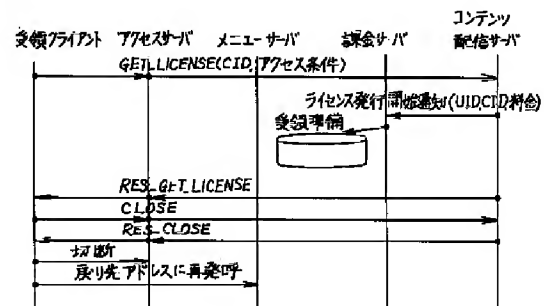 コンテンツ
受領クライアント アクセスサーバ メニューサーバ 課金サーバ 配信サーバ
GET_LICENSE(CID,アクセス条件)
ライセンス発行開始通知(UID,CID,料金)
受領準備
RES_GET_LICENSE
CLOSE
RES_CLOSE
切断
戻り先アドレスに再発呼